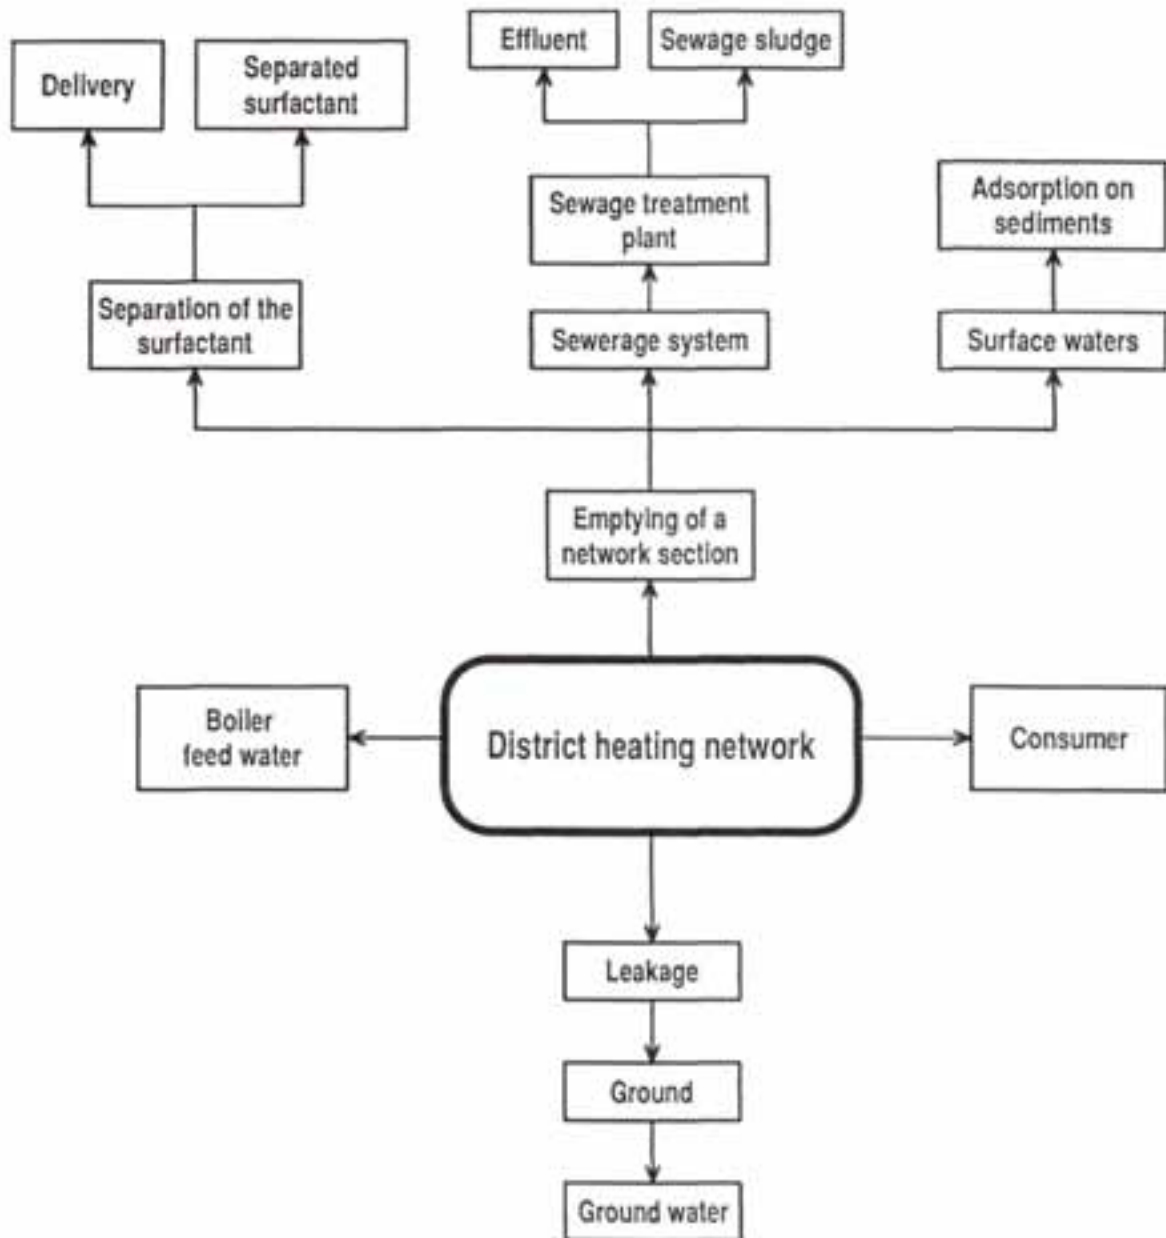 Effluent
Sewage sludge
Delivery
Separated
surfactant
Sewage treatment
plant
Adsorption on
sediments
Separation of the
surfactant
Sewerage system
Surface waters
Emptying of a
network section
Boiler
feed water
District heating network
Consumer
Leakage
Ground
Ground water